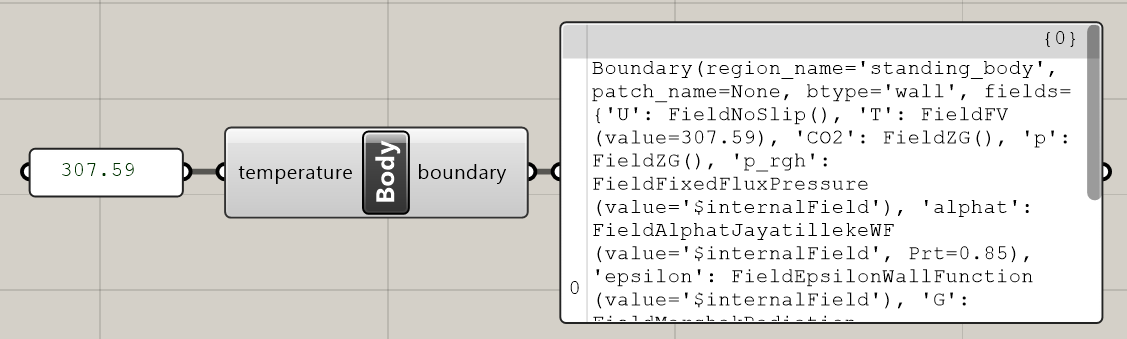 307.59
temperature
Body
boundary
{0}
Boundary(region_name='standing_body',
patch_name=None, btype='wall', fields=
{'U': FieldNoSlip(), 'T': FieldFV
(value=307.59), 'CO2': FieldZG(), 'p':
FieldZG(), 'p_rgh':
FieldFixedFluxPressure
(value='$internalField'), 'alphat':
FieldAlphatJayatillekeWF
(value='$internalField', Prt=0.85),
'epsilon': FieldEpsilonWallFunction
0
(value='$internalField'), 'G':